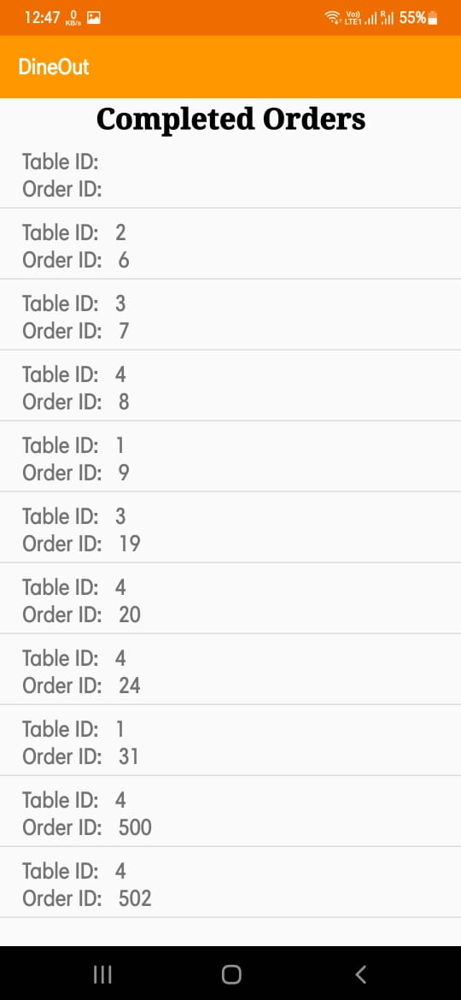 12:47 0 KB/s Vo)) LTE1 R 55%
DineOut
Completed Orders
Table ID:
Order ID:
Table ID: 2
Order ID: 6
Table ID: 3
Order ID: 7
Table ID: 4
Order ID: 8
Table ID: 1
Order ID: 9
Table ID: 3
Order ID: 19
Table ID: 4
Order ID: 20
Table ID: 4
Order ID: 24
Table ID: 1
Order ID: 31
Table ID: 4
Order ID: 500
Table ID: 4
Order ID: 502